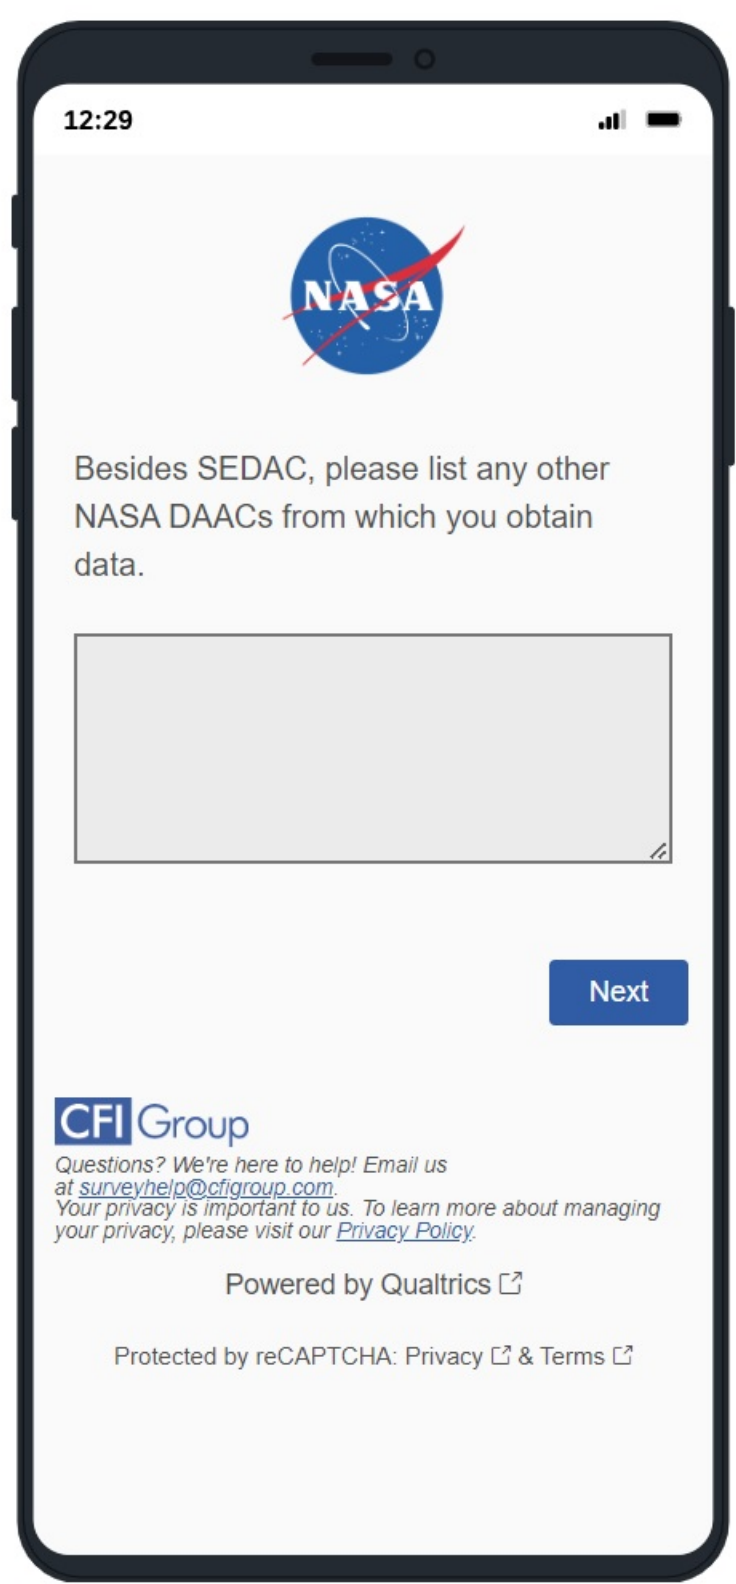 12:29
NASA
Besides SEDAC, please list any other
NASA DAACs from which you obtain
data.
Next
CFI Group
Questions? We're here to help! Email us
at surveyhelp@cfigroup.com.
Your privacy is important to us. To learn more about managing
your privacy, please visit our Privacy Policy.
Powered by Qualtrics
Protected by reCAPTCHA: Privacy & Terms